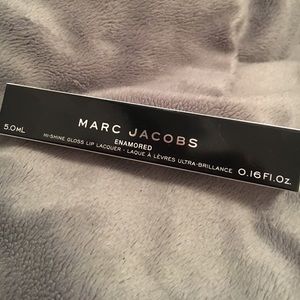 MARC JACOBS
ENAMORED
5.0ML HI-SHINE GLOSS LIP LACQUER - LAQUE À LÈVRES ULTRA-BRILLANCE 0.16 Fl.Oz.